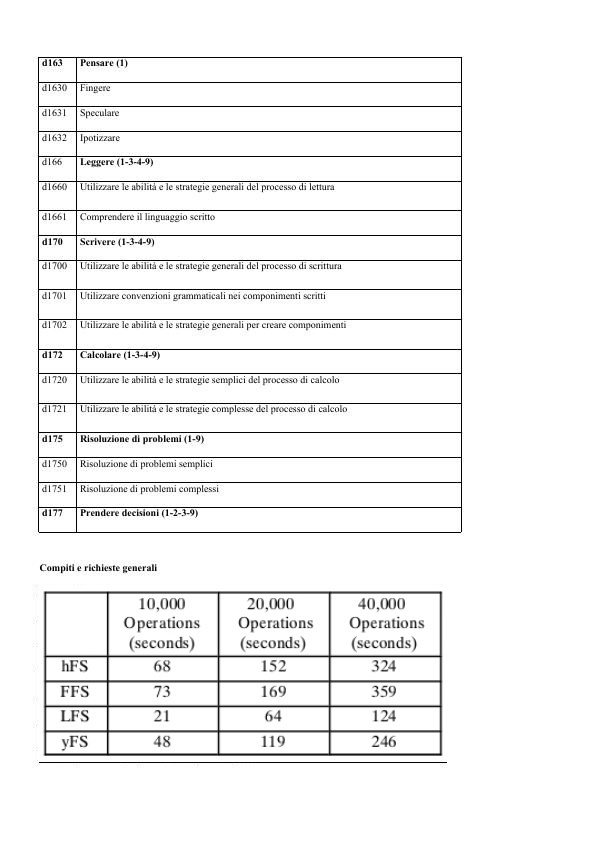 d163 Pensare (1)
d1630 Fingere
d1631 Speculare
d1632 Ipotizzare
d166 Leggere (1-3-4-9)
d1660 Utilizzare le abilità e le strategie generali del processo di lettura
d1661 Comprendere il linguaggio scritto
d170 Scrivere (1-3-4-9)
d1700 Utilizzare le abilità e le strategie generali del processo di scrittura
d1701 Utilizzare convenzioni grammaticali nei componimenti scritti
d1702 Utilizzare le abilità e le strategie generali per creare componimenti
d172 Calcolare (1-3-4-9)
d1720 Utilizzare le abilità e le strategie semplici del processo di calcolo
d1721 Utilizzare le abilità e le strategie complesse del processo di calcolo
d175 Risoluzione di problemi (1-9)
d1750 Risoluzione di problemi semplici
d1751 Risoluzione di problemi complessi
d177 Prendere decisioni (1-2-3-9)
Compiti e richieste generali
10,000 20,000 40,000
Operations Operations Operations
(seconds) (seconds) (seconds)
hFS 68 152 324
FFS 73 169 359
LFS 21 64 124
yFS 48 119 246